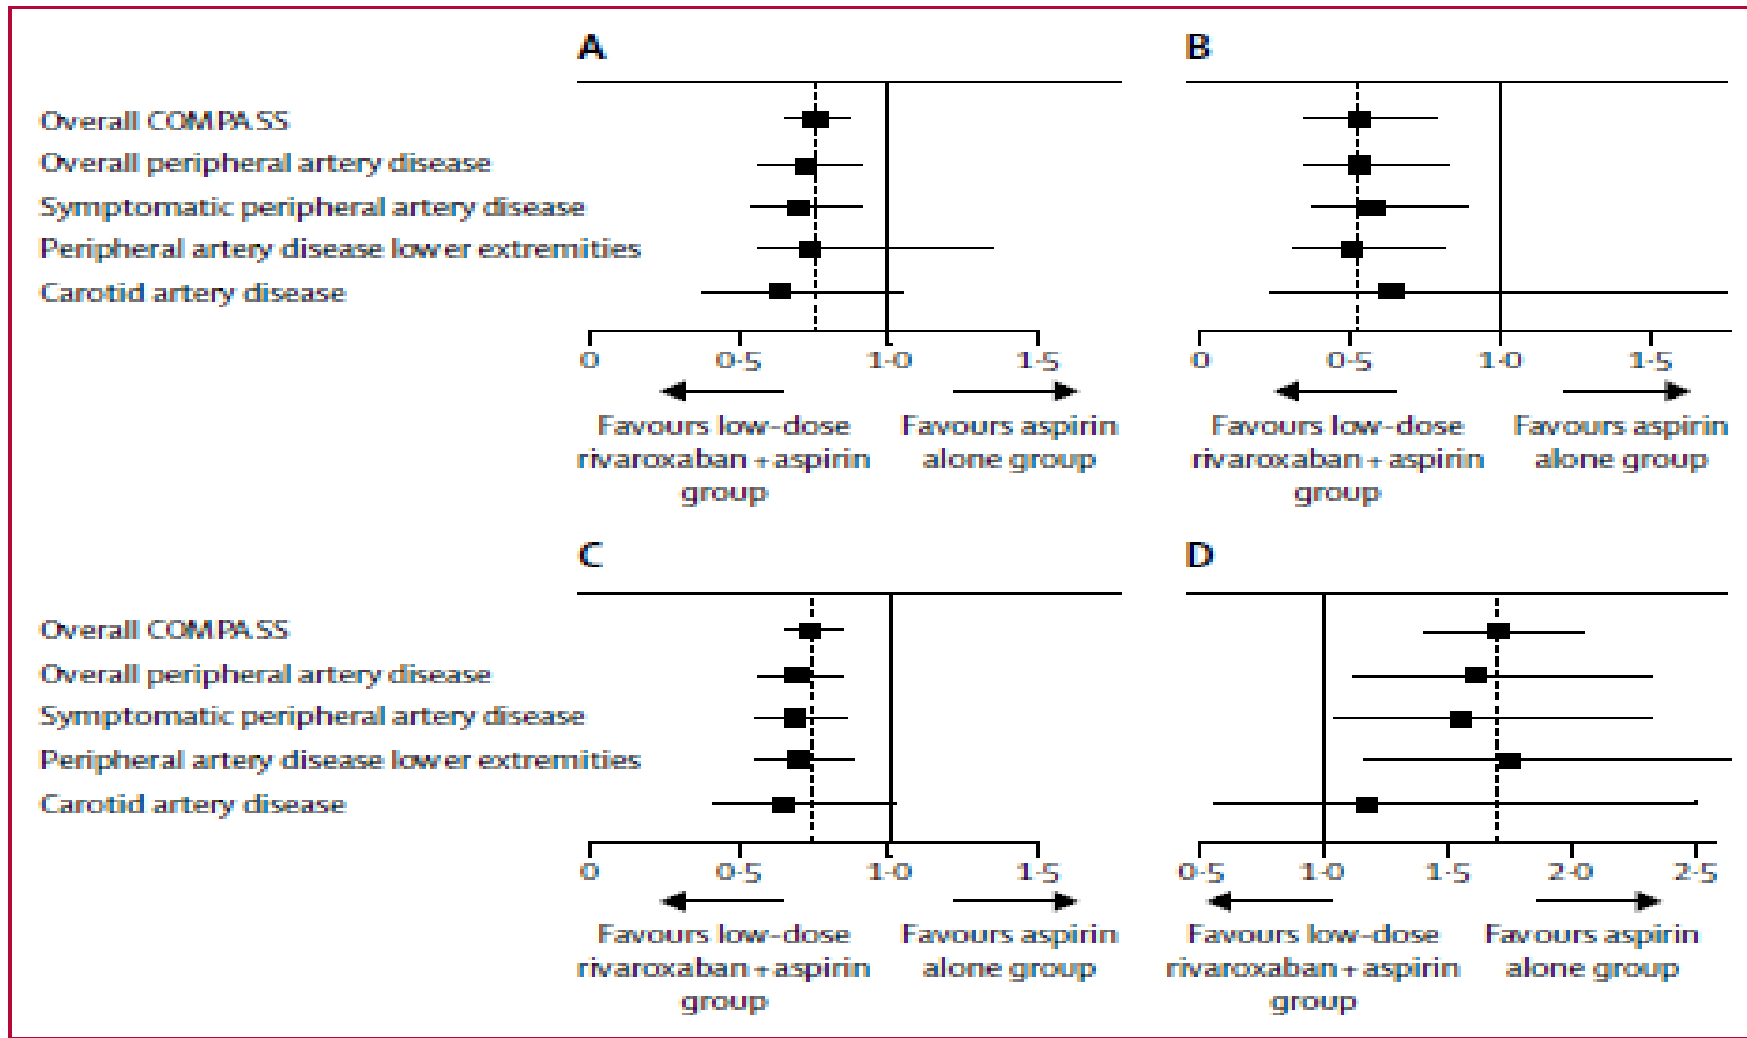 A
B
Overall COMPASS
Overall peripheral artery disease
Symptomatic peripheral artery disease
Peripheral artery disease lower extremities
Carotid artery disease
0 0·5 1·0 1·5
0 0·5 1·0 1·5
Favours low-dose
rivaroxaban + aspirin
group
Favours aspirin
alone group
Favours low-dose
rivaroxaban + aspirin
group
Favours aspirin
alone group
C
D
Overall COMPASS
Overall peripheral artery disease
Symptomatic peripheral artery disease
Peripheral artery disease lower extremities
Carotid artery disease
0 0·5 1·0 1·5
0·5 1·0 1·5 2·0 2·5
Favours low-dose
rivaroxaban + aspirin
group
Favours aspirin
alone group
Favours low-dose
rivaroxaban + aspirin
group
Favours aspirin
alone group